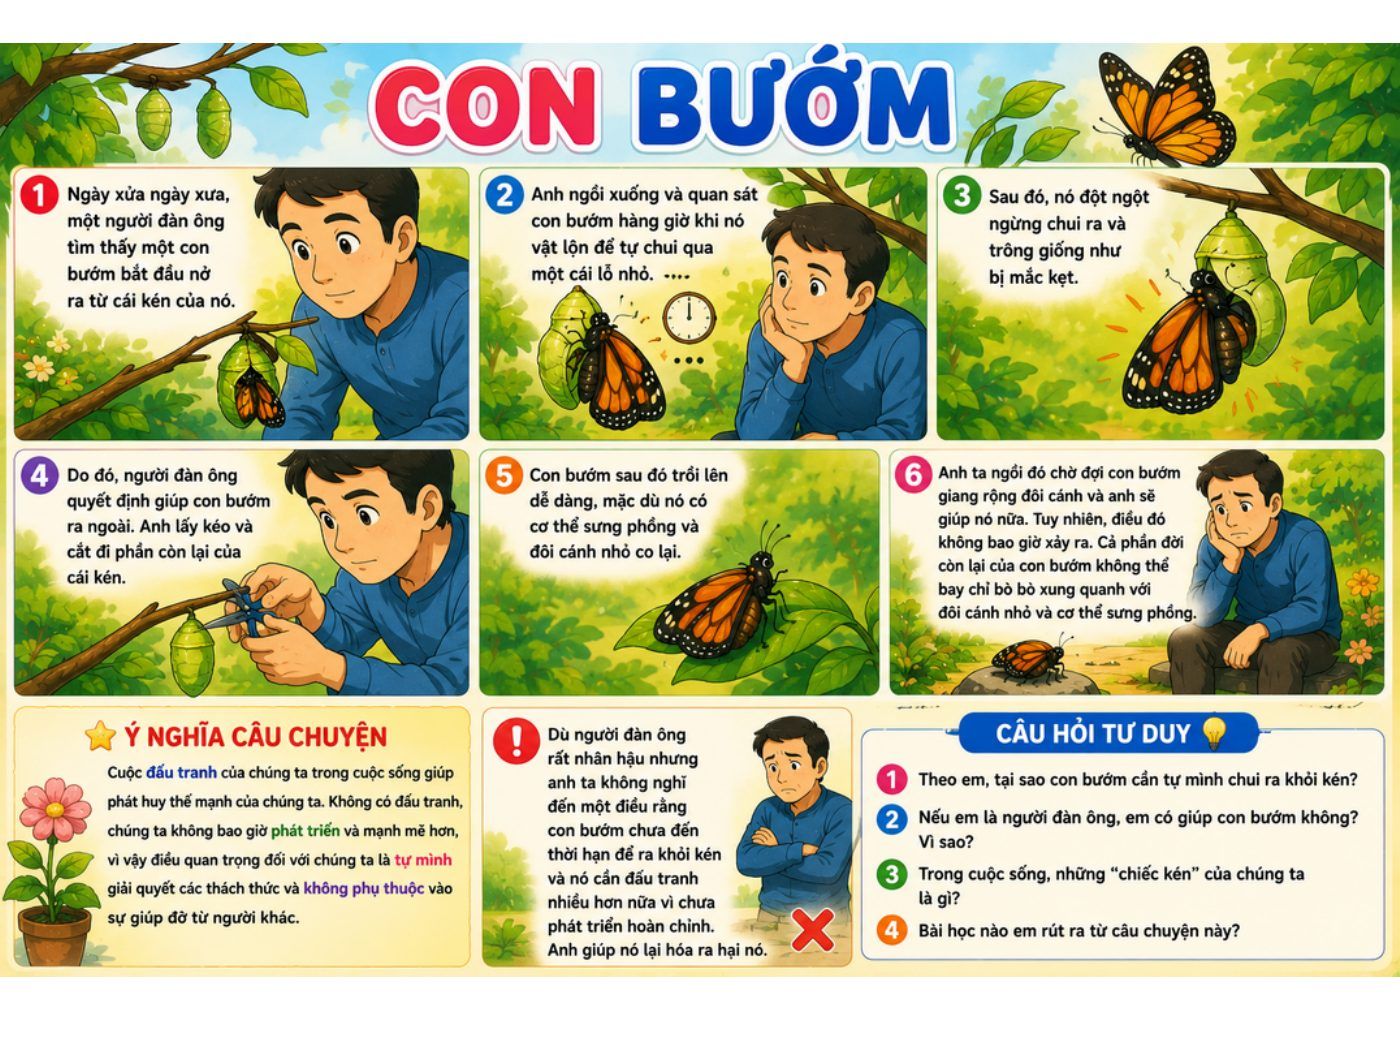 CON BƯỚM
1
Ngày xửa ngày xưa,
một người đàn ông
tìm thấy một con
bướm bắt đầu nở
ra từ cái kén của nó.
2
Anh ngồi xuống và quan sát
con bướm hàng giờ khi nó
vật lộn để tự chui qua
một cái lỗ nhỏ. ....
3
Sau đó, nó đột ngột
ngừng chui ra và
trông giống như
bị mắc kẹt.
4
Do đó, người đàn ông
quyết định giúp con bướm
ra ngoài. Anh lấy kéo và
cắt đi phần còn lại của
cái kén.
5
Con bướm sau đó trồi lên
dễ dàng, mặc dù nó có
cơ thể sưng phồng và
đôi cánh nhỏ co lại.
6
Anh ta ngồi đó chờ đợi con bướm
giang rộng đôi cánh và anh sẽ
giúp nó nữa. Tuy nhiên, điều đó
không bao giờ xảy ra. Cả phần đời
còn lại của con bướm không thể
bay chỉ bò bò xung quanh với
đôi cánh nhỏ và cơ thể sưng phồng.
Ý NGHĨA CÂU CHUYỆN
Cuộc đấu tranh của chúng ta trong cuộc sống giúp
phát huy thế mạnh của chúng ta. Không có đấu tranh,
chúng ta không bao giờ phát triển và mạnh mẽ hơn,
vì vậy điều quan trọng đối với chúng ta là tự mình
giải quyết các thách thức và không phụ thuộc vào
sự giúp đỡ từ người khác.
!
Dù người đàn ông
rất nhân hậu nhưng
anh ta không nghĩ
đến một điều rằng
con bướm chưa đến
thời hạn để ra khỏi kén
và nó cần đấu tranh
nhiều hơn nữa vì chưa
phát triển hoàn chỉnh.
Anh giúp nó lại hóa ra hại nó.
CÂU HỎI TƯ DUY
1 Theo em, tại sao con bướm cần tự mình chui ra khỏi kén?
2 Nếu em là người đàn ông, em có giúp con bướm không?
Vì sao?
3 Trong cuộc sống, những “chiếc kén” của chúng ta
là gì?
4 Bài học nào em rút ra từ câu chuyện này?